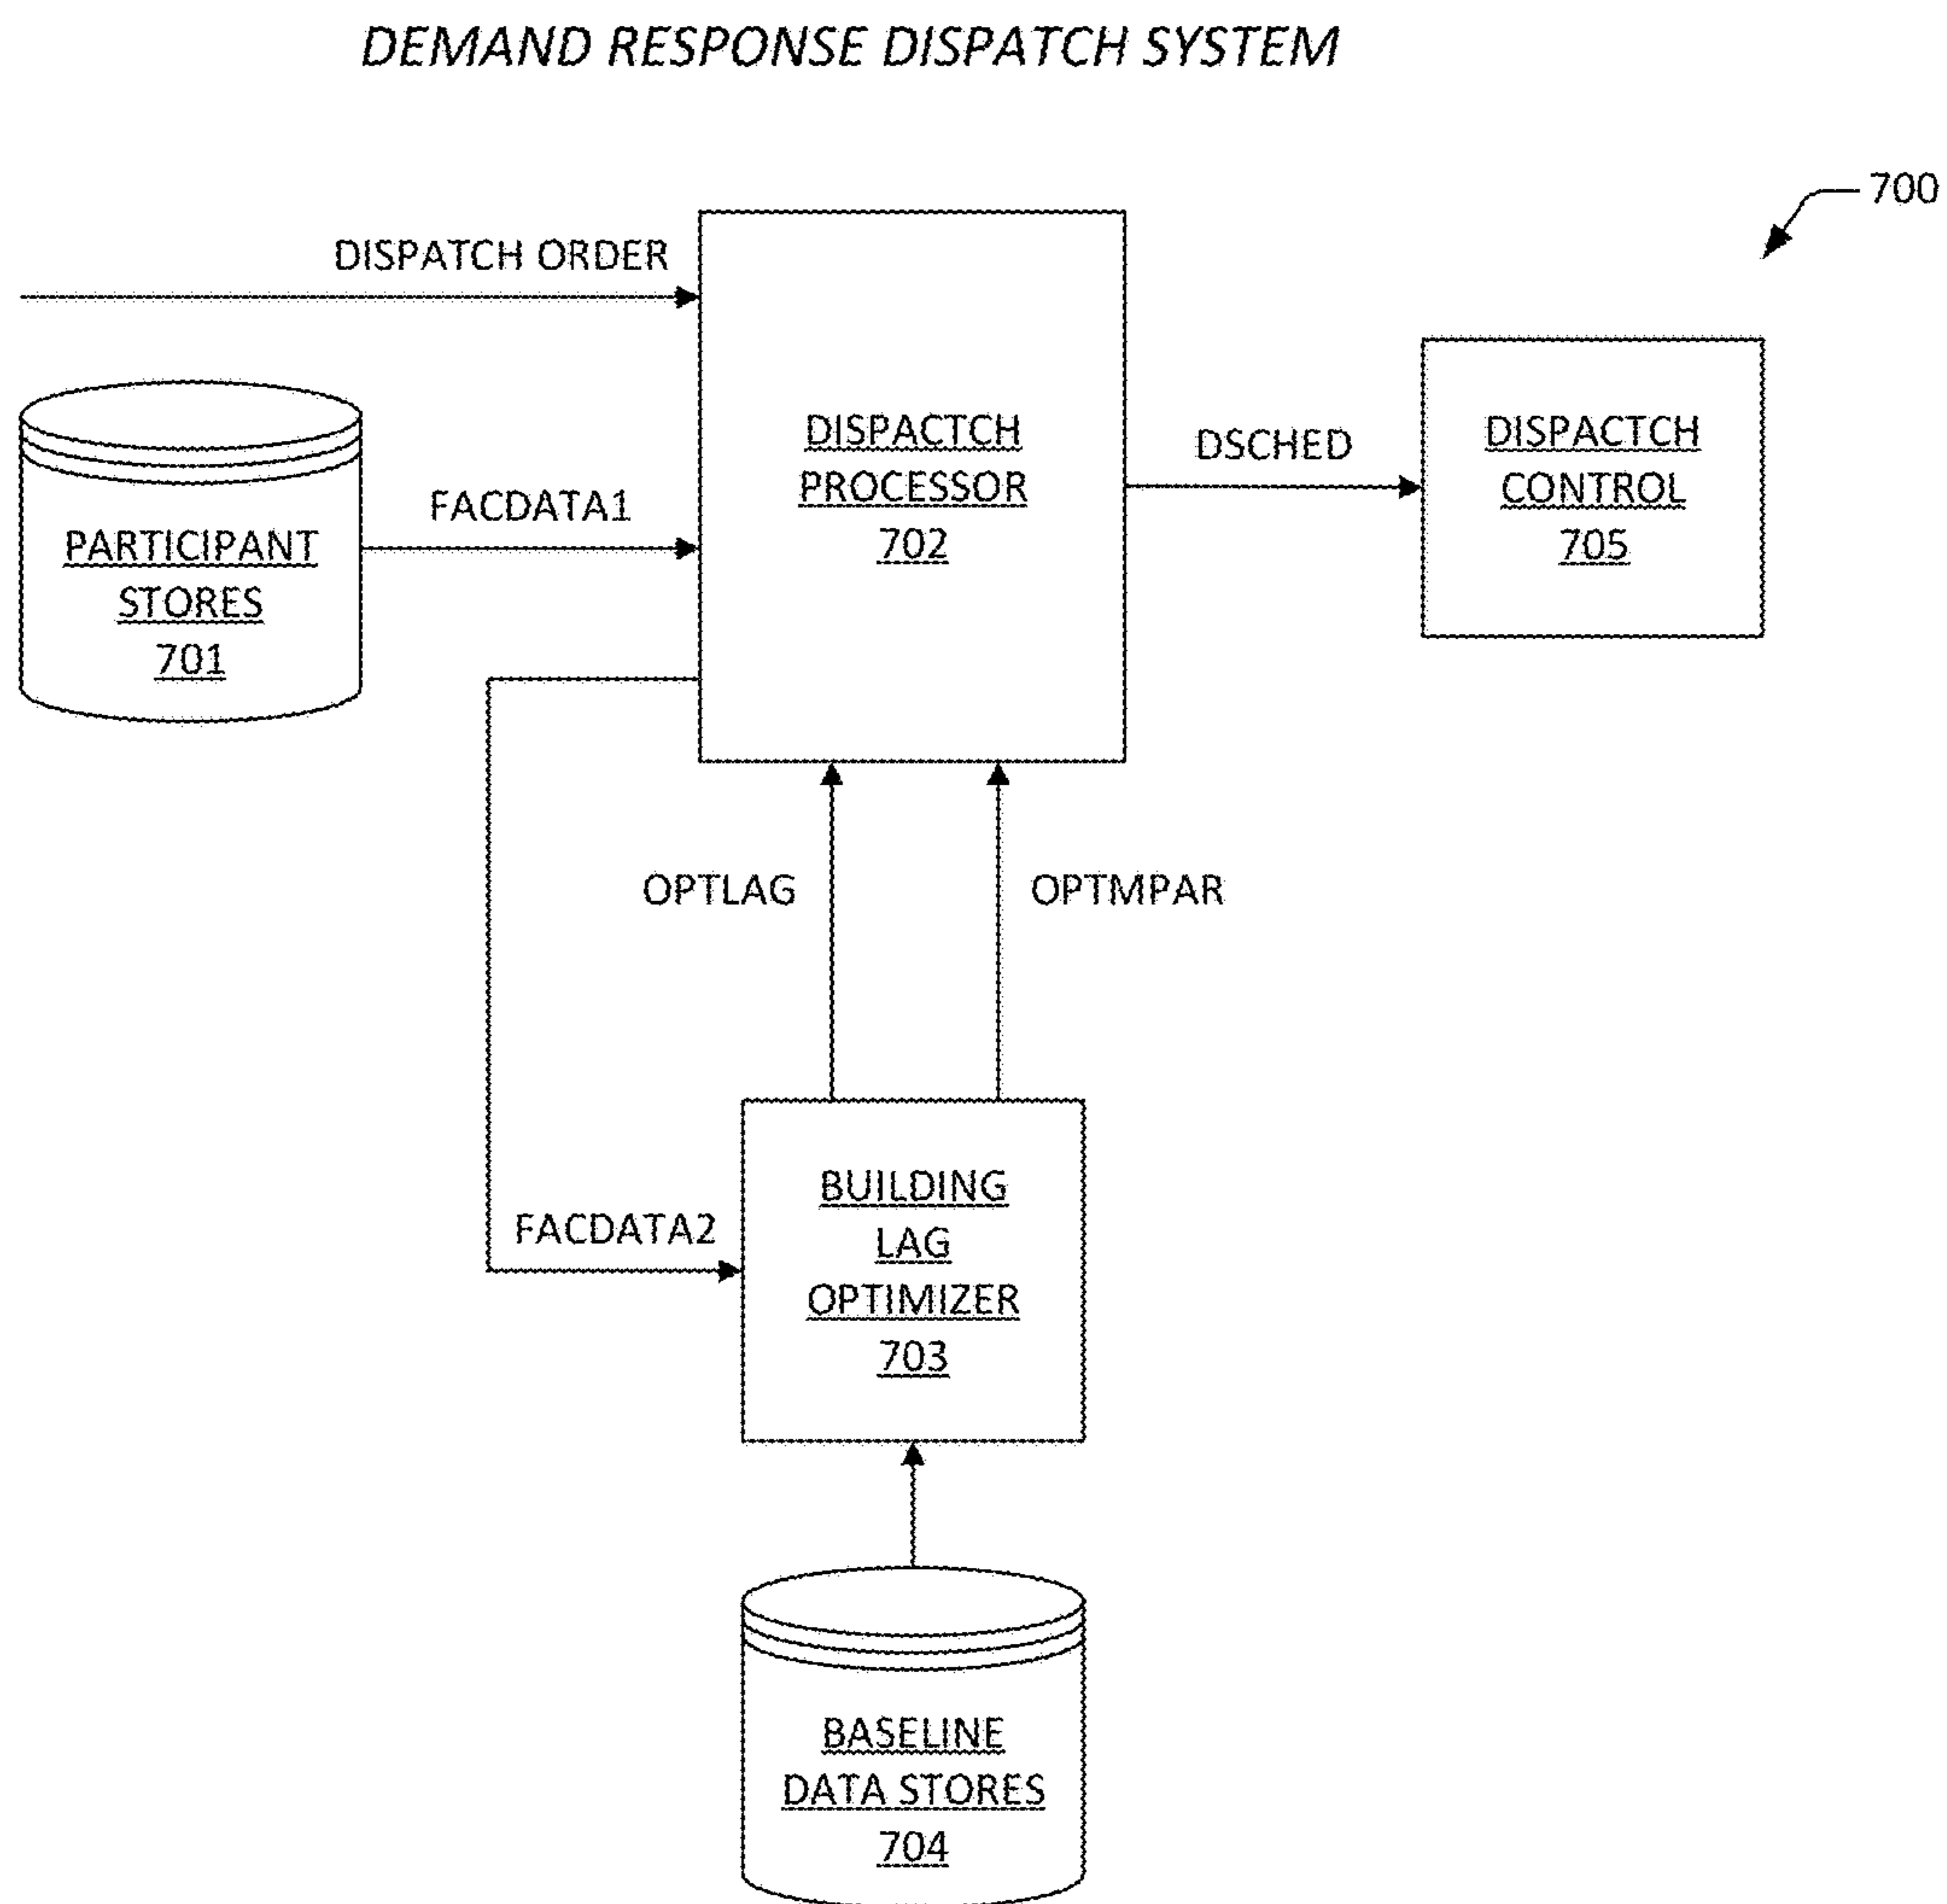 DEMAND RESPONSE DISPATCH SYSTEM
700
DISPATCH ORDER
DISPACTCH
PROCESSOR
702
DSCHED
DISPACTCH
CONTROL
705
FACDATA1
PARTICIPANT
STORES
701
OPTLAG
OPTMPAR
FACDATA2
BUILDING
LAG
OPTIMIZER
703
BASELINE
DATA STORES
704